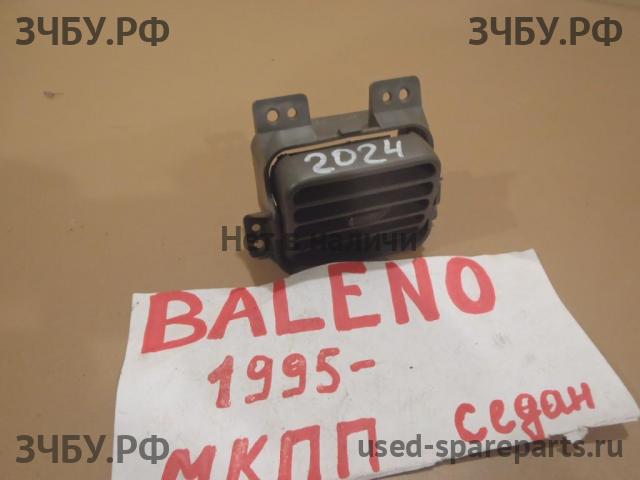 ЗЧБУ.РФ ЗЧБУ.РФ
2024
Нет в наличии
BALENO
1995-
МКПП седан
ЗЧБУ.РФ used-spareparts.ru